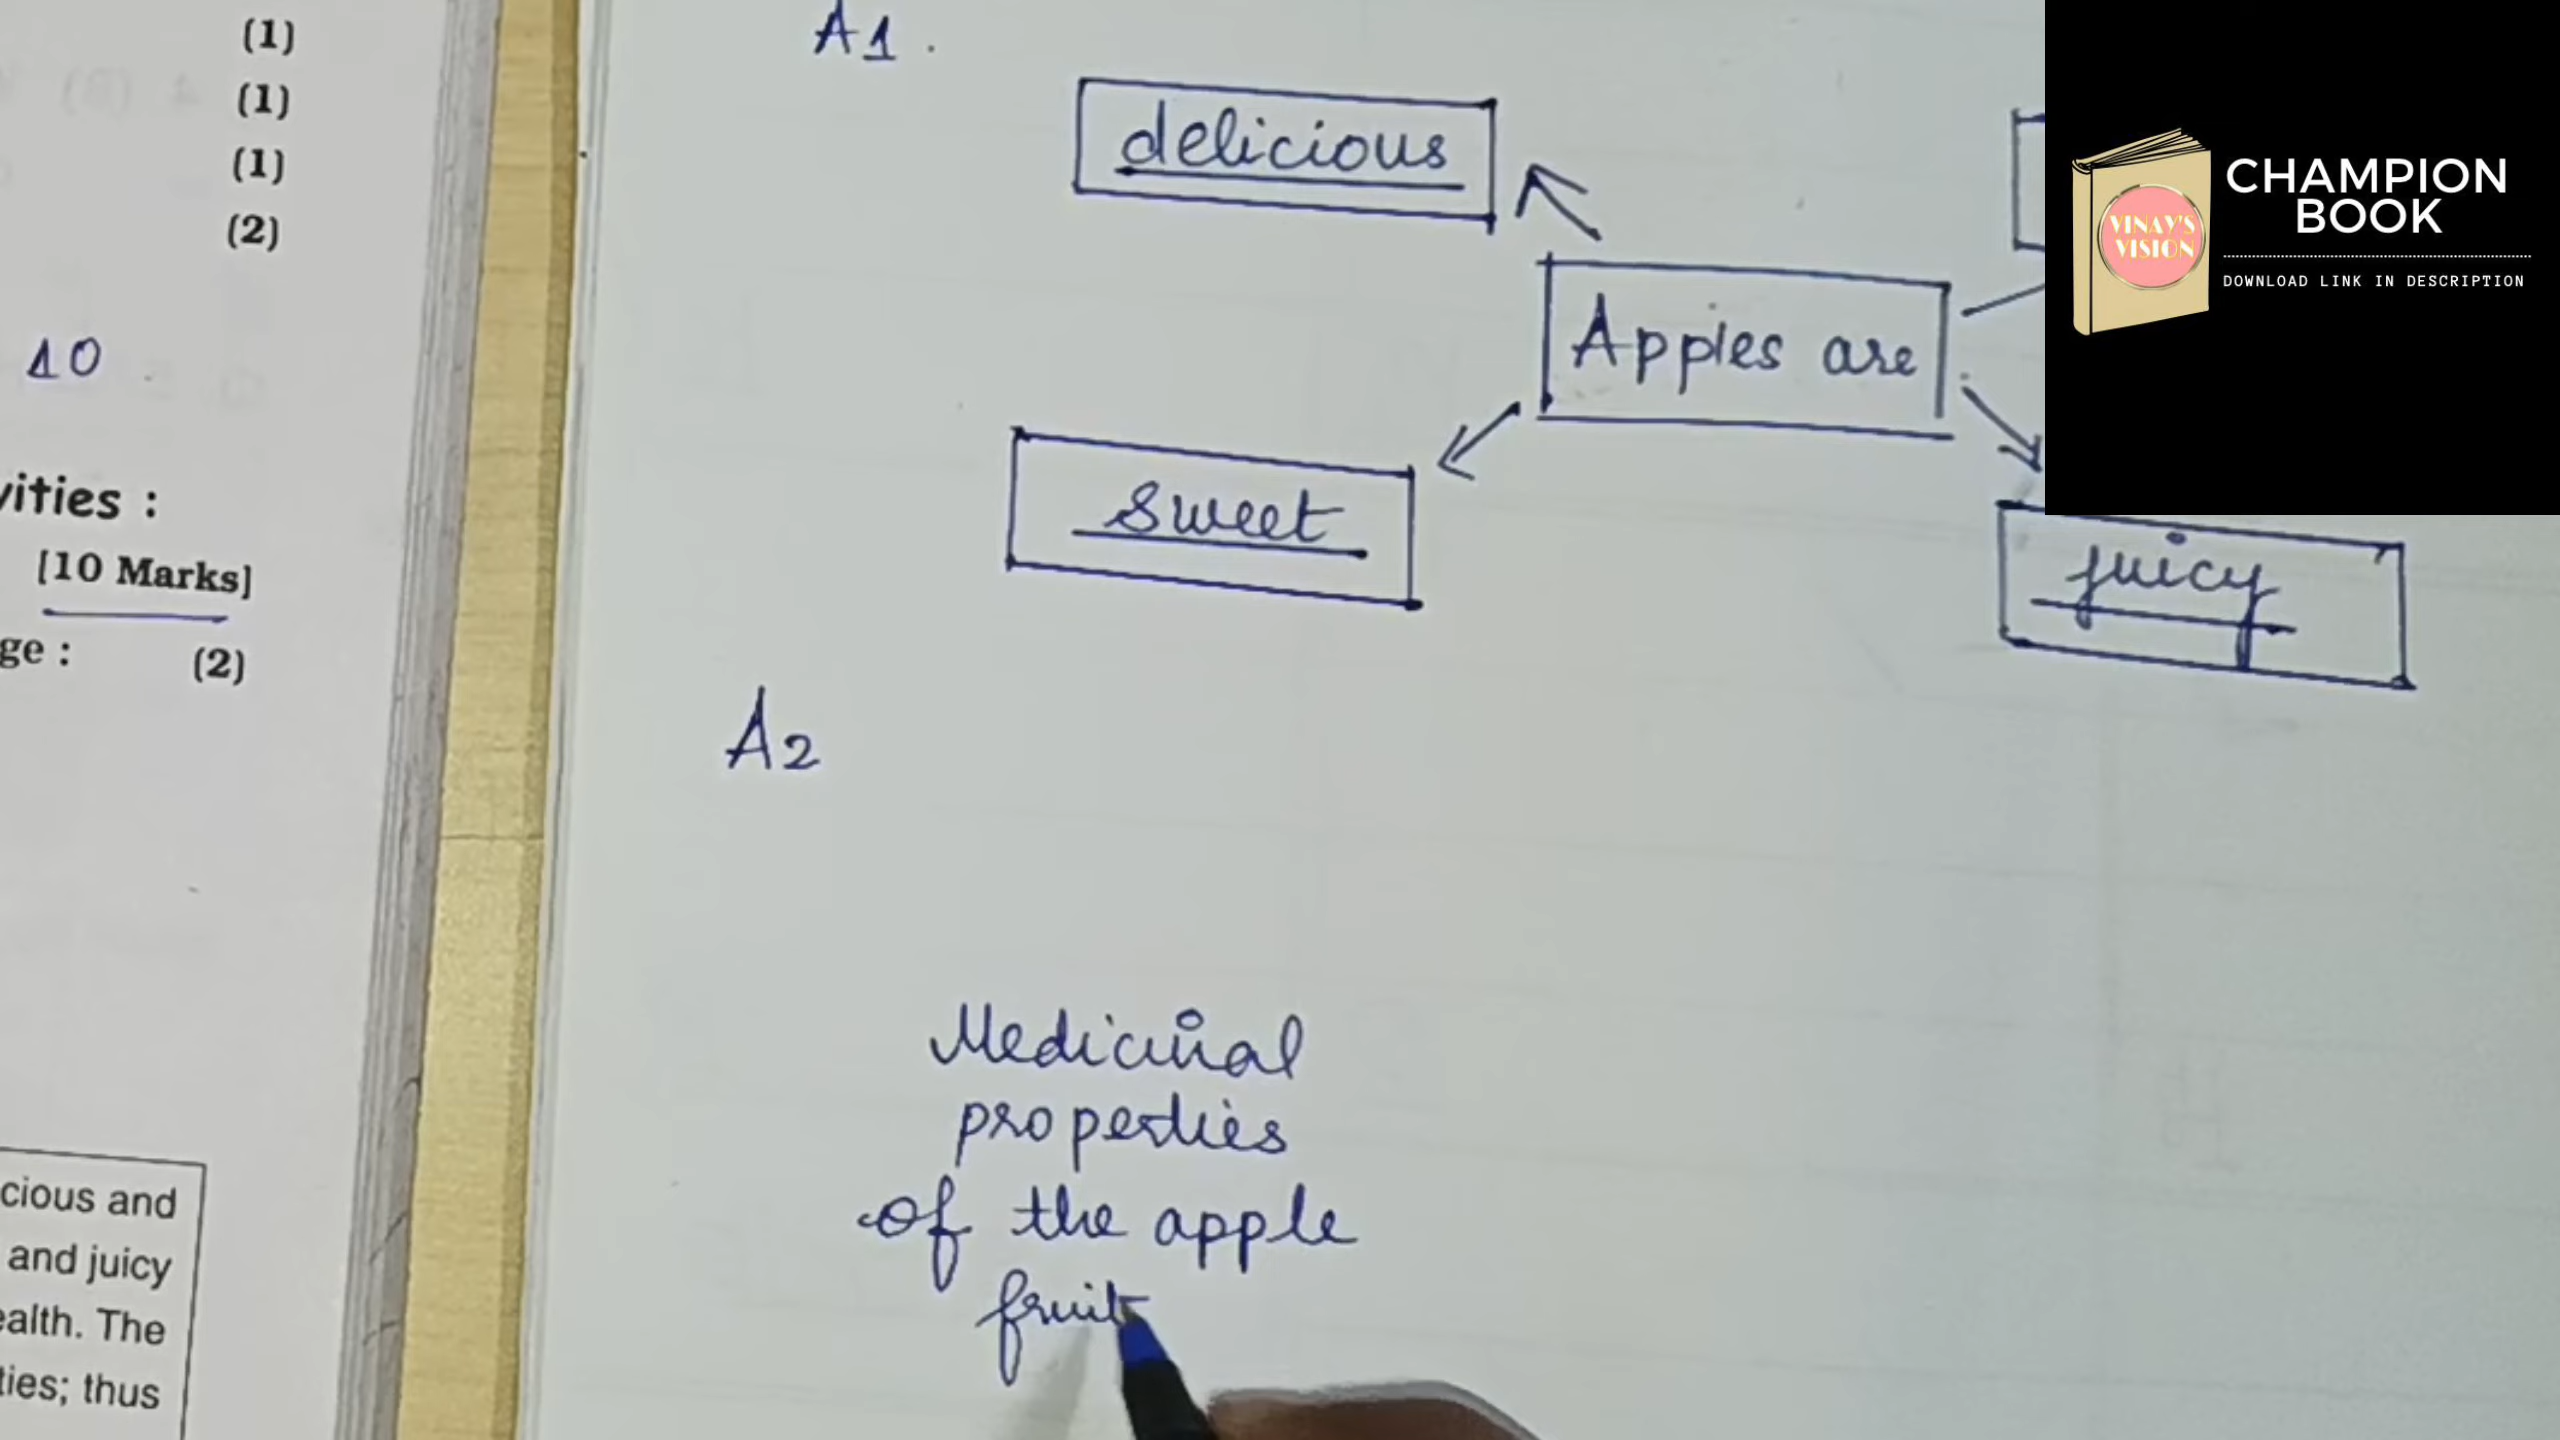 (1)
(1)
(1)
(2)
10
vities :
[10 Marks]
ge : (2)
cious and
and juicy
ealth. The
ties; thus
A1.
delicious
Apples are
sweet
juicy
A2
Medicinal
properties
of the apple
fruit
CHAMPION
BOOK
VINAY'S
VISION
DOWNLOAD LINK IN DESCRIPTION